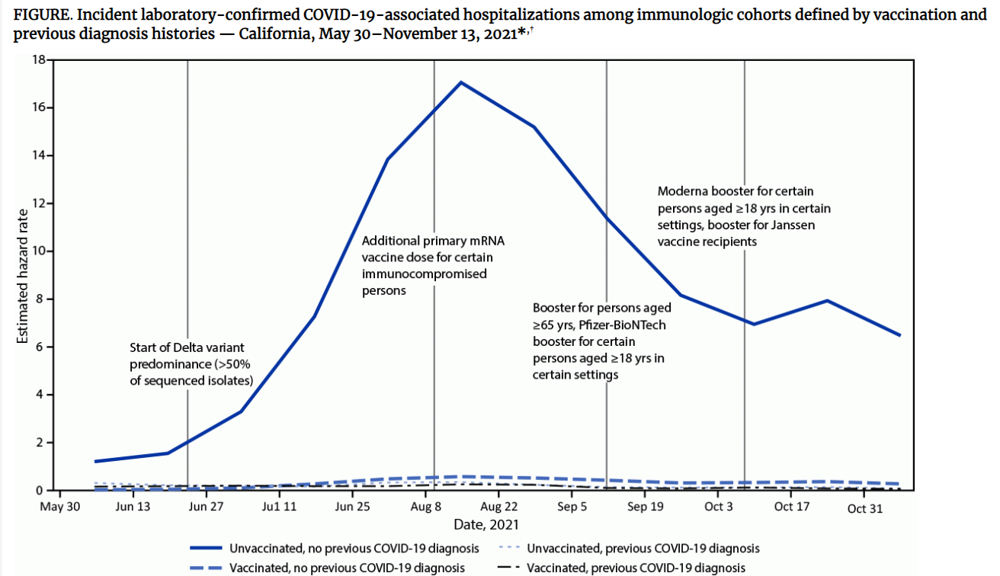 FIGURE. Incident laboratory-confirmed COVID-19-associated hospitalizations among immunologic cohorts defined by vaccination and
previous diagnosis histories — California, May 30–November 13, 2021*,†
18
16
14
12
10
8
6
4
2
0
Estimated hazard rate
Start of Delta variant
predominance (>50%
of sequenced isolates)
Additional primary mRNA
vaccine dose for certain
immunocompromised
persons
Booster for persons aged
≥65 yrs, Pfizer-BioNTech
booster for certain
persons aged ≥18 yrs in
certain settings
Moderna booster for certain
persons aged ≥18 yrs in certain
settings, booster for Janssen
vaccine recipients
May 30 Jun 13 Jun 27 Ju1 11 Jun 25 Aug 8 Aug 22 Sep 5 Sep 19 Oct 3 Oct 17 Oct 31
Date, 2021
Unvaccinated, no previous COVID-19 diagnosis Unvaccinated, previous COVID-19 diagnosis
Vaccinated, no previous COVID-19 diagnosis Vaccinated, previous COVID-19 diagnosis